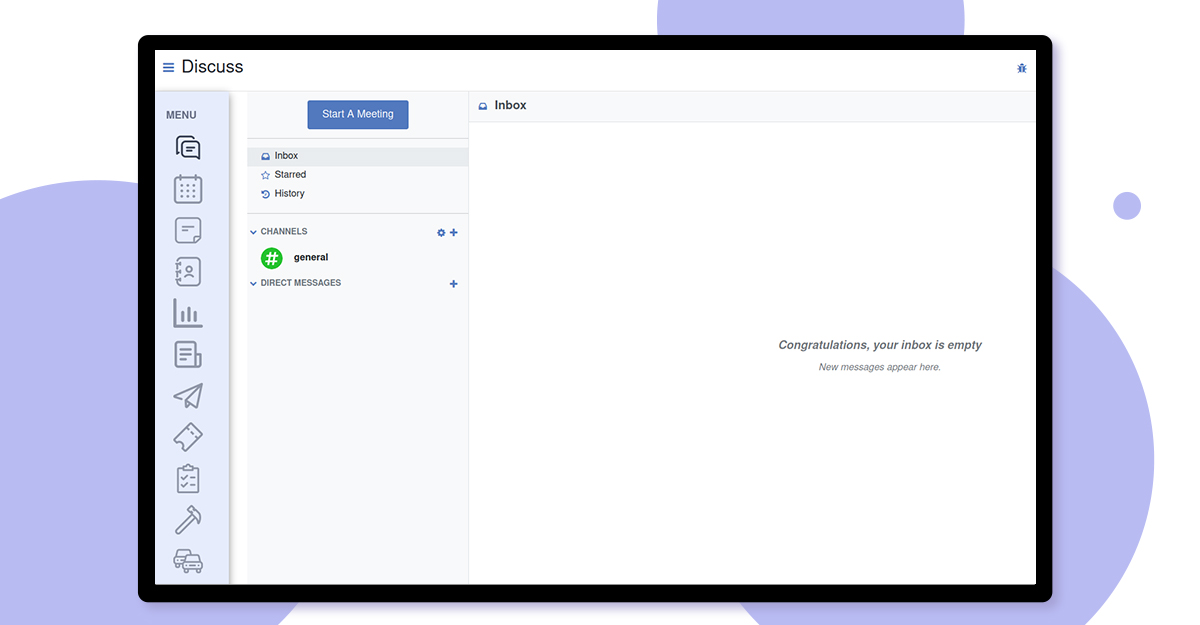 Discuss
MENU
Start A Meeting
Inbox
Starred
History
CHANNELS
general
DIRECT MESSAGES
Inbox
Congratulations, your inbox is empty
New messages appear here.